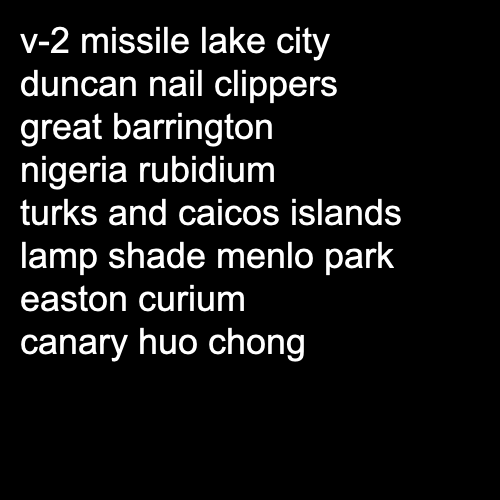 v-2 missile lake city
duncan nail clippers
great barrington
nigeria rubidium
turks and caicos islands
lamp shade menlo park
easton curium
canary huo chong